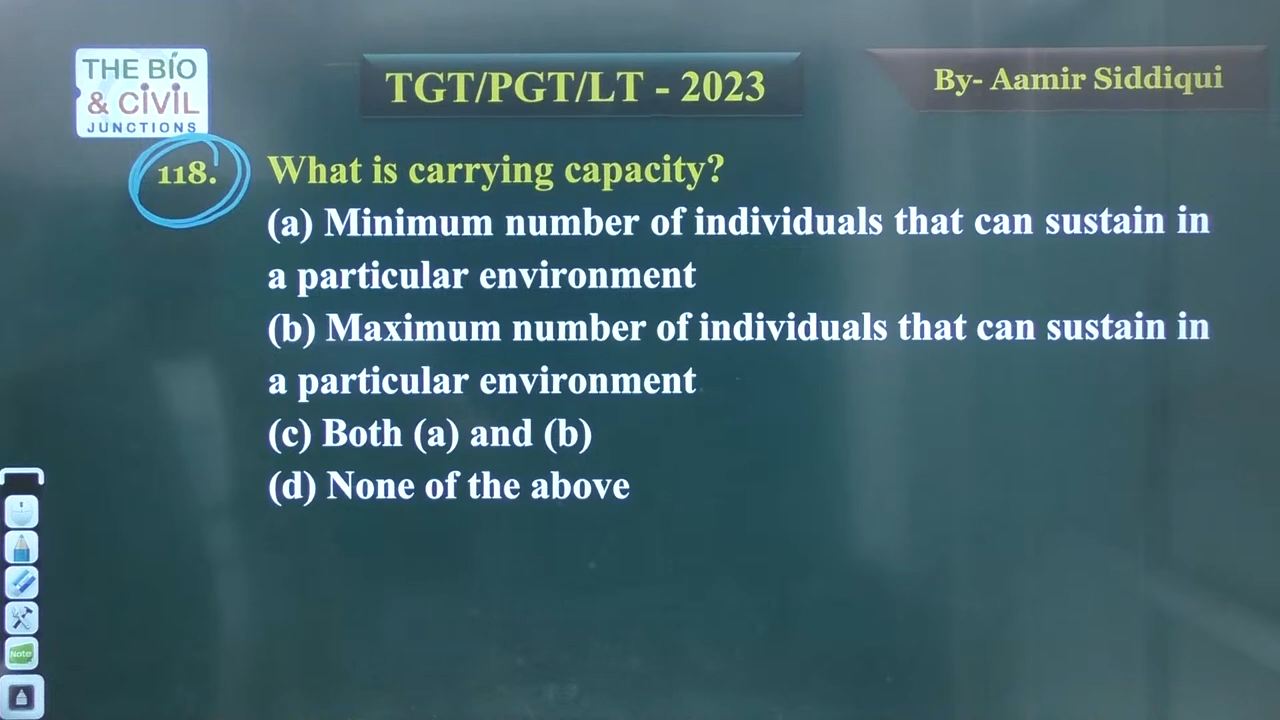 THE BIO
& CIVIL
JUNCTIONS
TGT/PGT/LT - 2023
By- Aamir Siddiqui
118. What is carrying capacity?
(a) Minimum number of individuals that can sustain in
a particular environment
(b) Maximum number of individuals that can sustain in
a particular environment
(c) Both (a) and (b)
(d) None of the above
Note